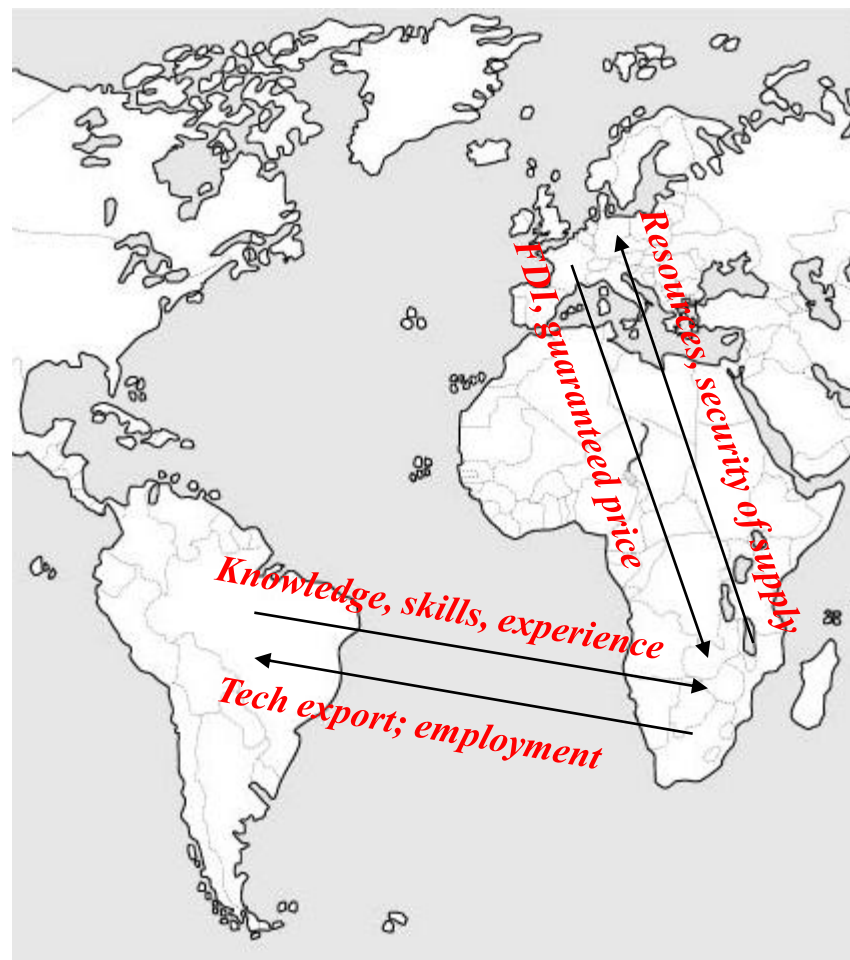 FDI, guaranteed price
Resources, security of supply
Knowledge, skills, experience
Tech export; employment